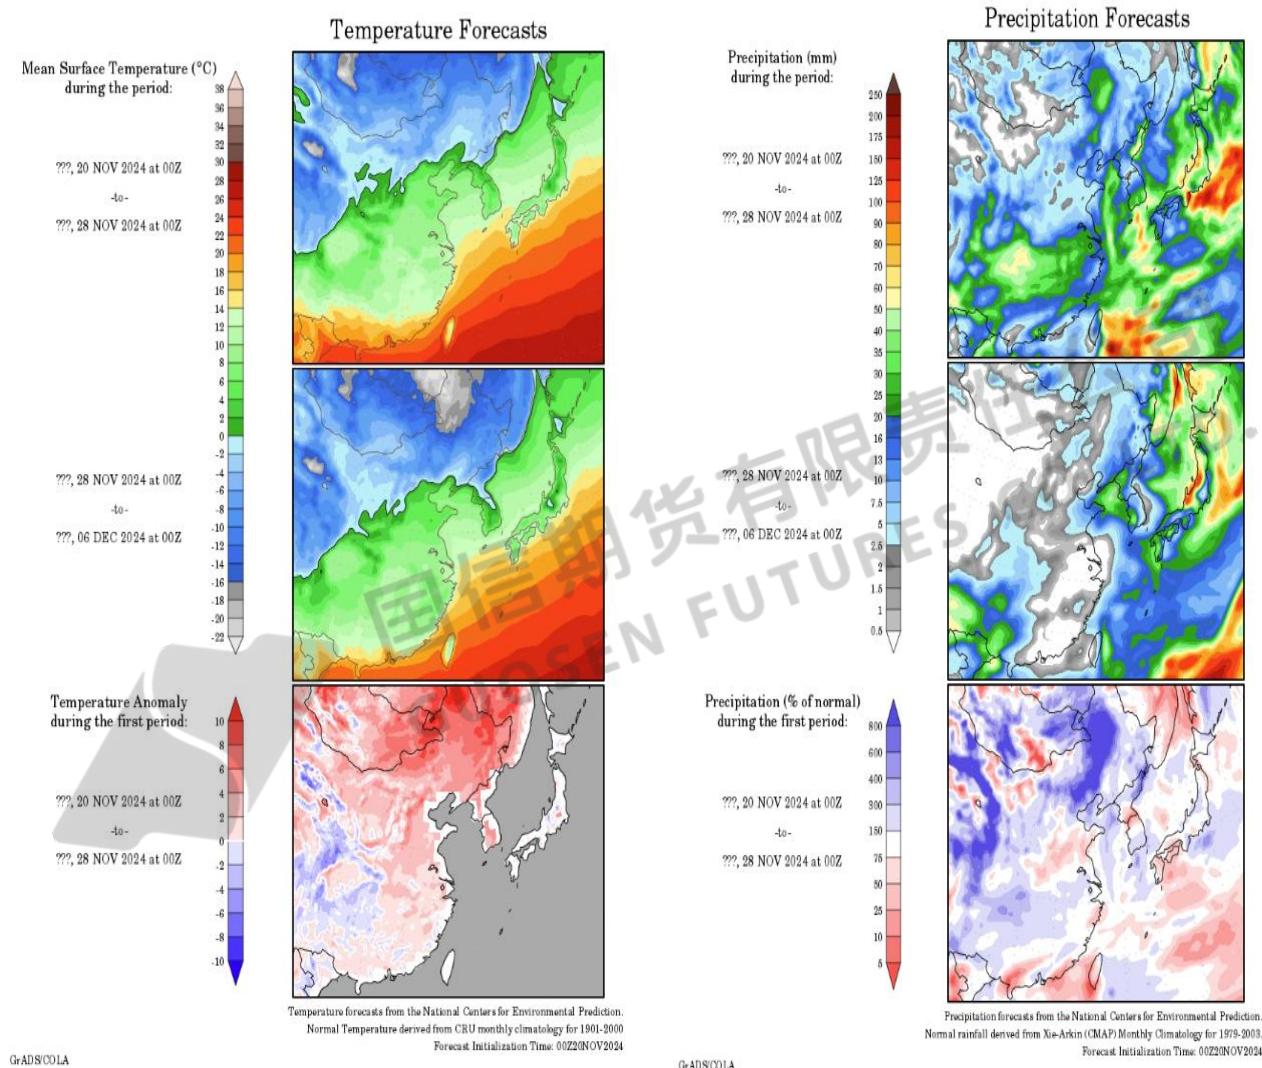 Temperature Forecasts
Mean Surface Temperature (°C)
during the period:
38
36
34
32
30
28
26
24
22
20
18
16
14
12
10
8
6
4
2
0
-2
-4
-6
-8
-10
-12
-14
-16
-18
-20
-22
???, 20 NOV 2024 at 00Z
-to-
???, 28 NOV 2024 at 00Z
???, 28 NOV 2024 at 00Z
-to-
???, 06 DEC 2024 at 00Z
Temperature Anomaly
during the first period:
10
8
6
4
2
0
-2
-4
-6
-8
-10
???, 20 NOV 2024 at 00Z
-to-
???, 28 NOV 2024 at 00Z
Temperature forecasts from the National Centers for Environmental Prediction.
Normal Temperature derived from CRU monthly climatology for 1901-2000
Forecast Initialization Time: 00Z20NOV2024
GrADS/COLA
Precipitation Forecasts
Precipitation (mm)
during the period:
250
200
175
150
125
100
90
80
70
60
50
40
35
30
25
20
16
13
10
7.5
5
2.5
2
1.5
1
0.5
???, 20 NOV 2024 at 00Z
-to-
???, 28 NOV 2024 at 00Z
???, 28 NOV 2024 at 00Z
-to-
???, 06 DEC 2024 at 00Z
Precipitation (% of normal)
during the first period:
800
600
400
300
150
75
50
25
10
5
???, 20 NOV 2024 at 00Z
-to-
???, 28 NOV 2024 at 00Z
Precipitation forecasts from the National Centers for Environmental Prediction.
Normal rainfall derived from Xie-Arkin (CMAP) Monthly Climatology for 1979-2003.
Forecast Initialization Time: 00Z20NOV2024
GrADS/COLA
国信期货有限责任
GUOSEN FUTURES